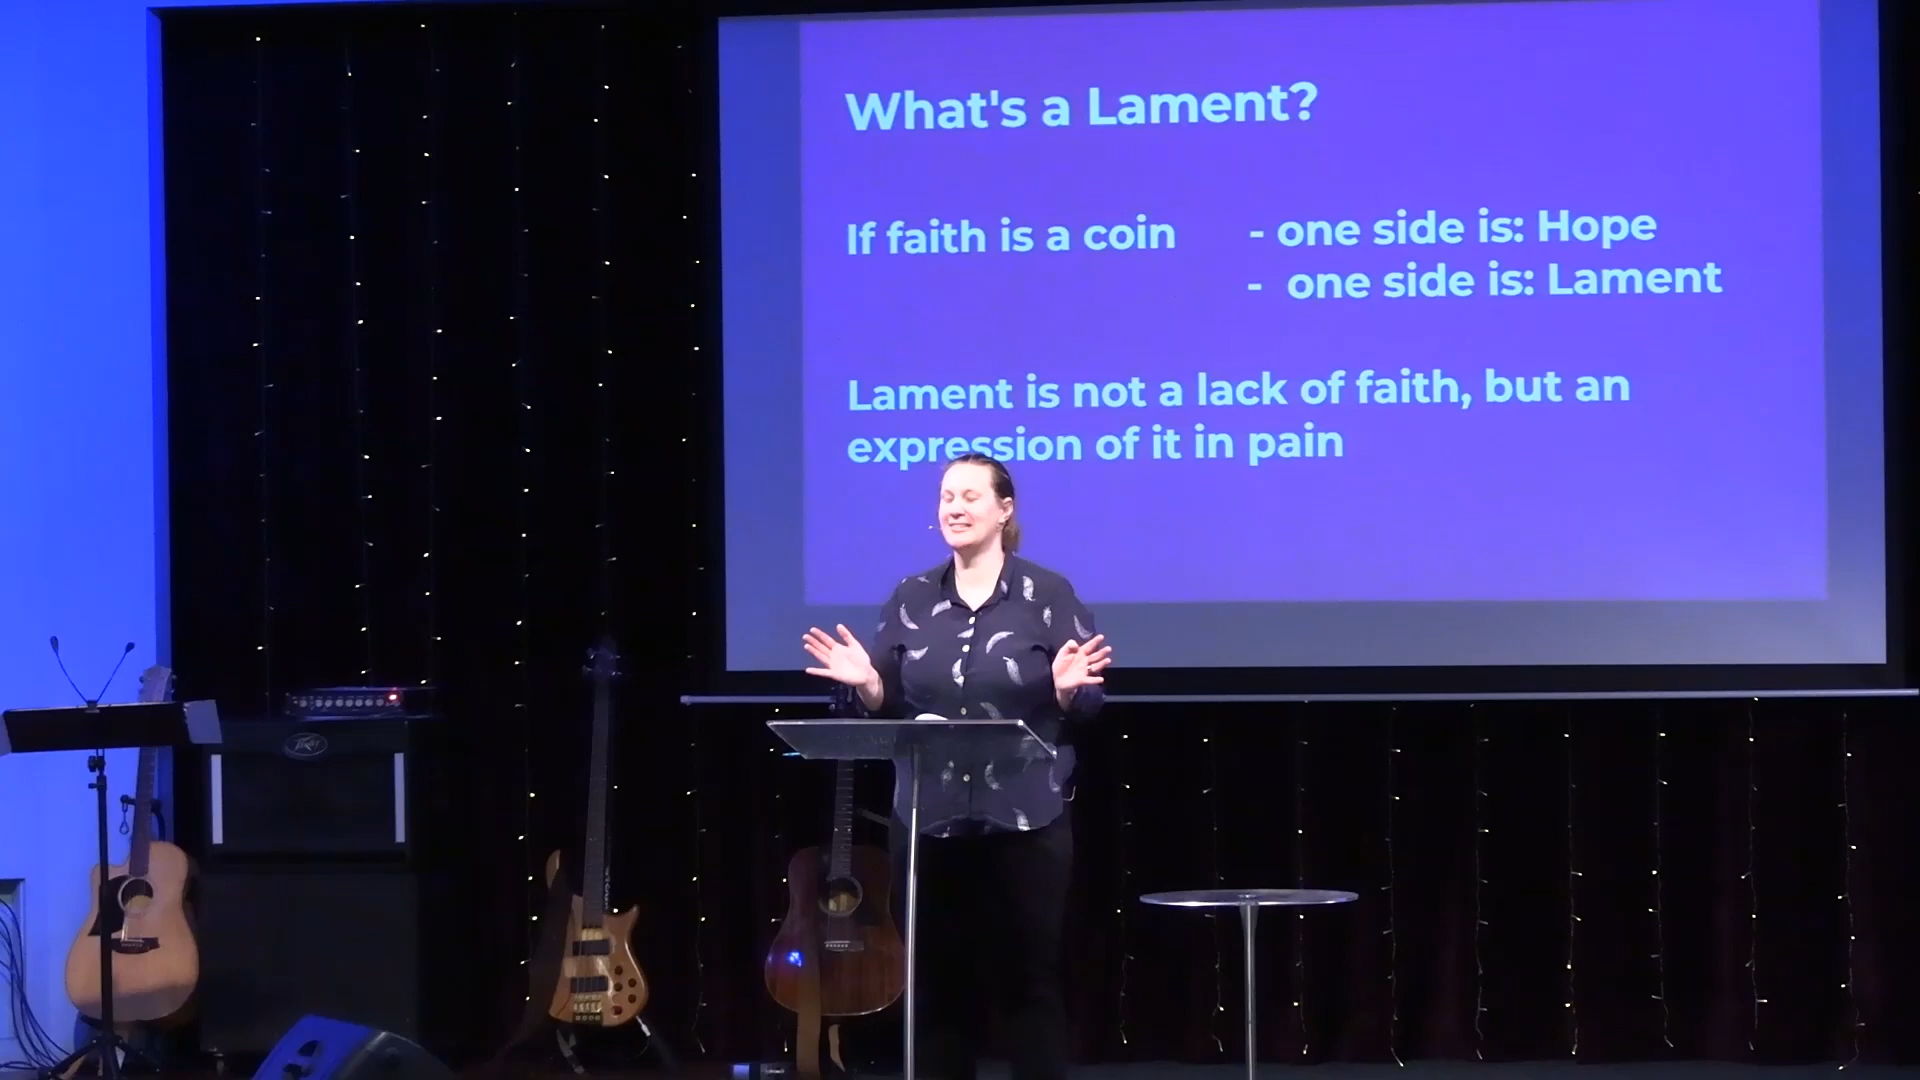 What's a Lament?
If faith is a coin - one side is: Hope
- one side is: Lament
Lament is not a lack of faith, but an
expression of it in pain
PEAVEY